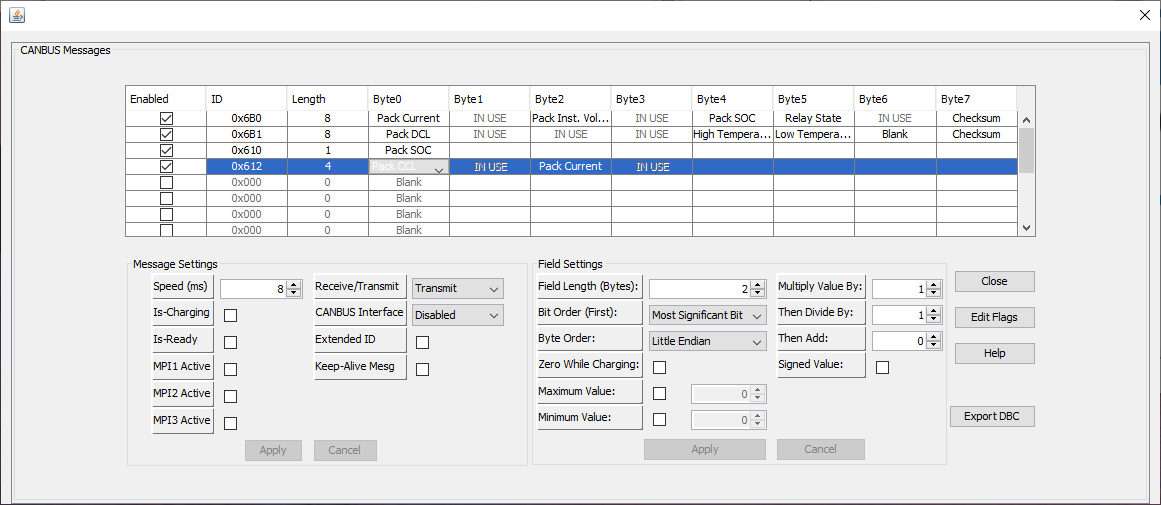 CANBUS Messages
Enabled ID Length Byte0 Byte1 Byte2 Byte3 Byte4 Byte5 Byte6 Byte7
0x6B0 8 Pack Current IN USE Pack Inst. Vol... IN USE Pack SOC Relay State IN USE Checksum
0x6B1 8 Pack DCL IN USE IN USE IN USE High Tempera... Low Tempera... Blank Checksum
0x610 1 Pack SOC
0x612 4 Pack CCL IN USE Pack Current IN USE
0x000 0 Blank
0x000 0 Blank
0x000 0 Blank
0x000 0 Blank
Message Settings
Speed (ms) 8 Receive/Transmit Transmit
Is-Charging CANBUS Interface Disabled
Is-Ready Extended ID
MPI1 Active Keep-Alive Mesg
MPI2 Active
MPI3 Active
Apply Cancel
Field Settings
Field Length (Bytes): 2 Multiply Value By: 1
Bit Order (First): Most Significant Bit Then Divide By: 1
Byte Order: Little Endian Then Add: 0
Zero While Charging: Signed Value:
Maximum Value: 0
Minimum Value: 0
Apply Cancel
Close
Edit Flags
Help
Export DBC